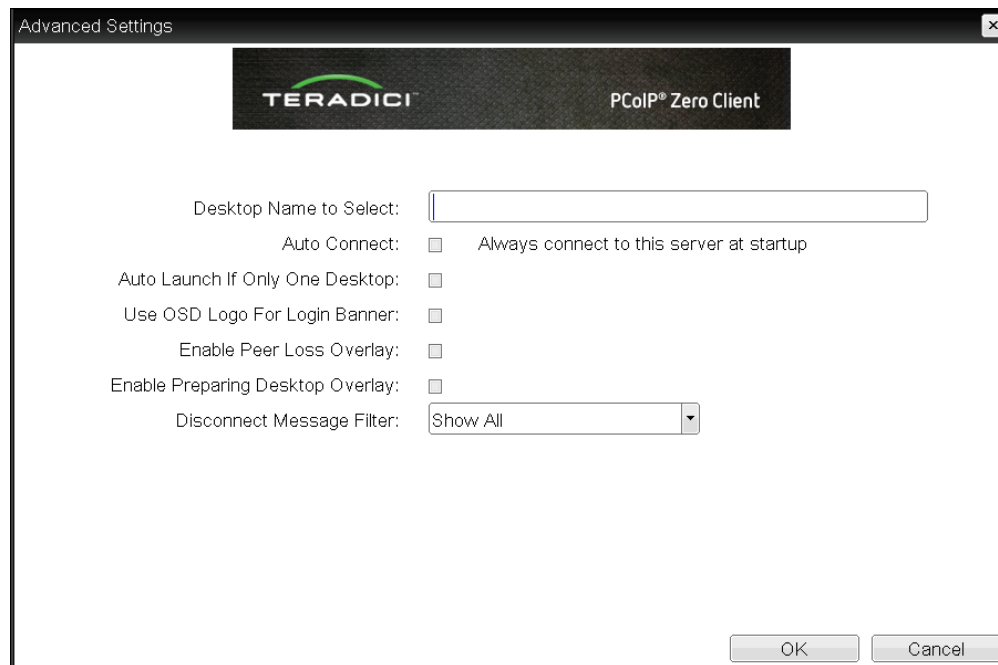 Advanced Settings
TERADICI™
PCoIP® Zero Client
Desktop Name to Select:
Auto Connect: Always connect to this server at startup
Auto Launch If Only One Desktop:
Use OSD Logo For Login Banner:
Enable Peer Loss Overlay:
Enable Preparing Desktop Overlay:
Disconnect Message Filter: Show All
OK Cancel